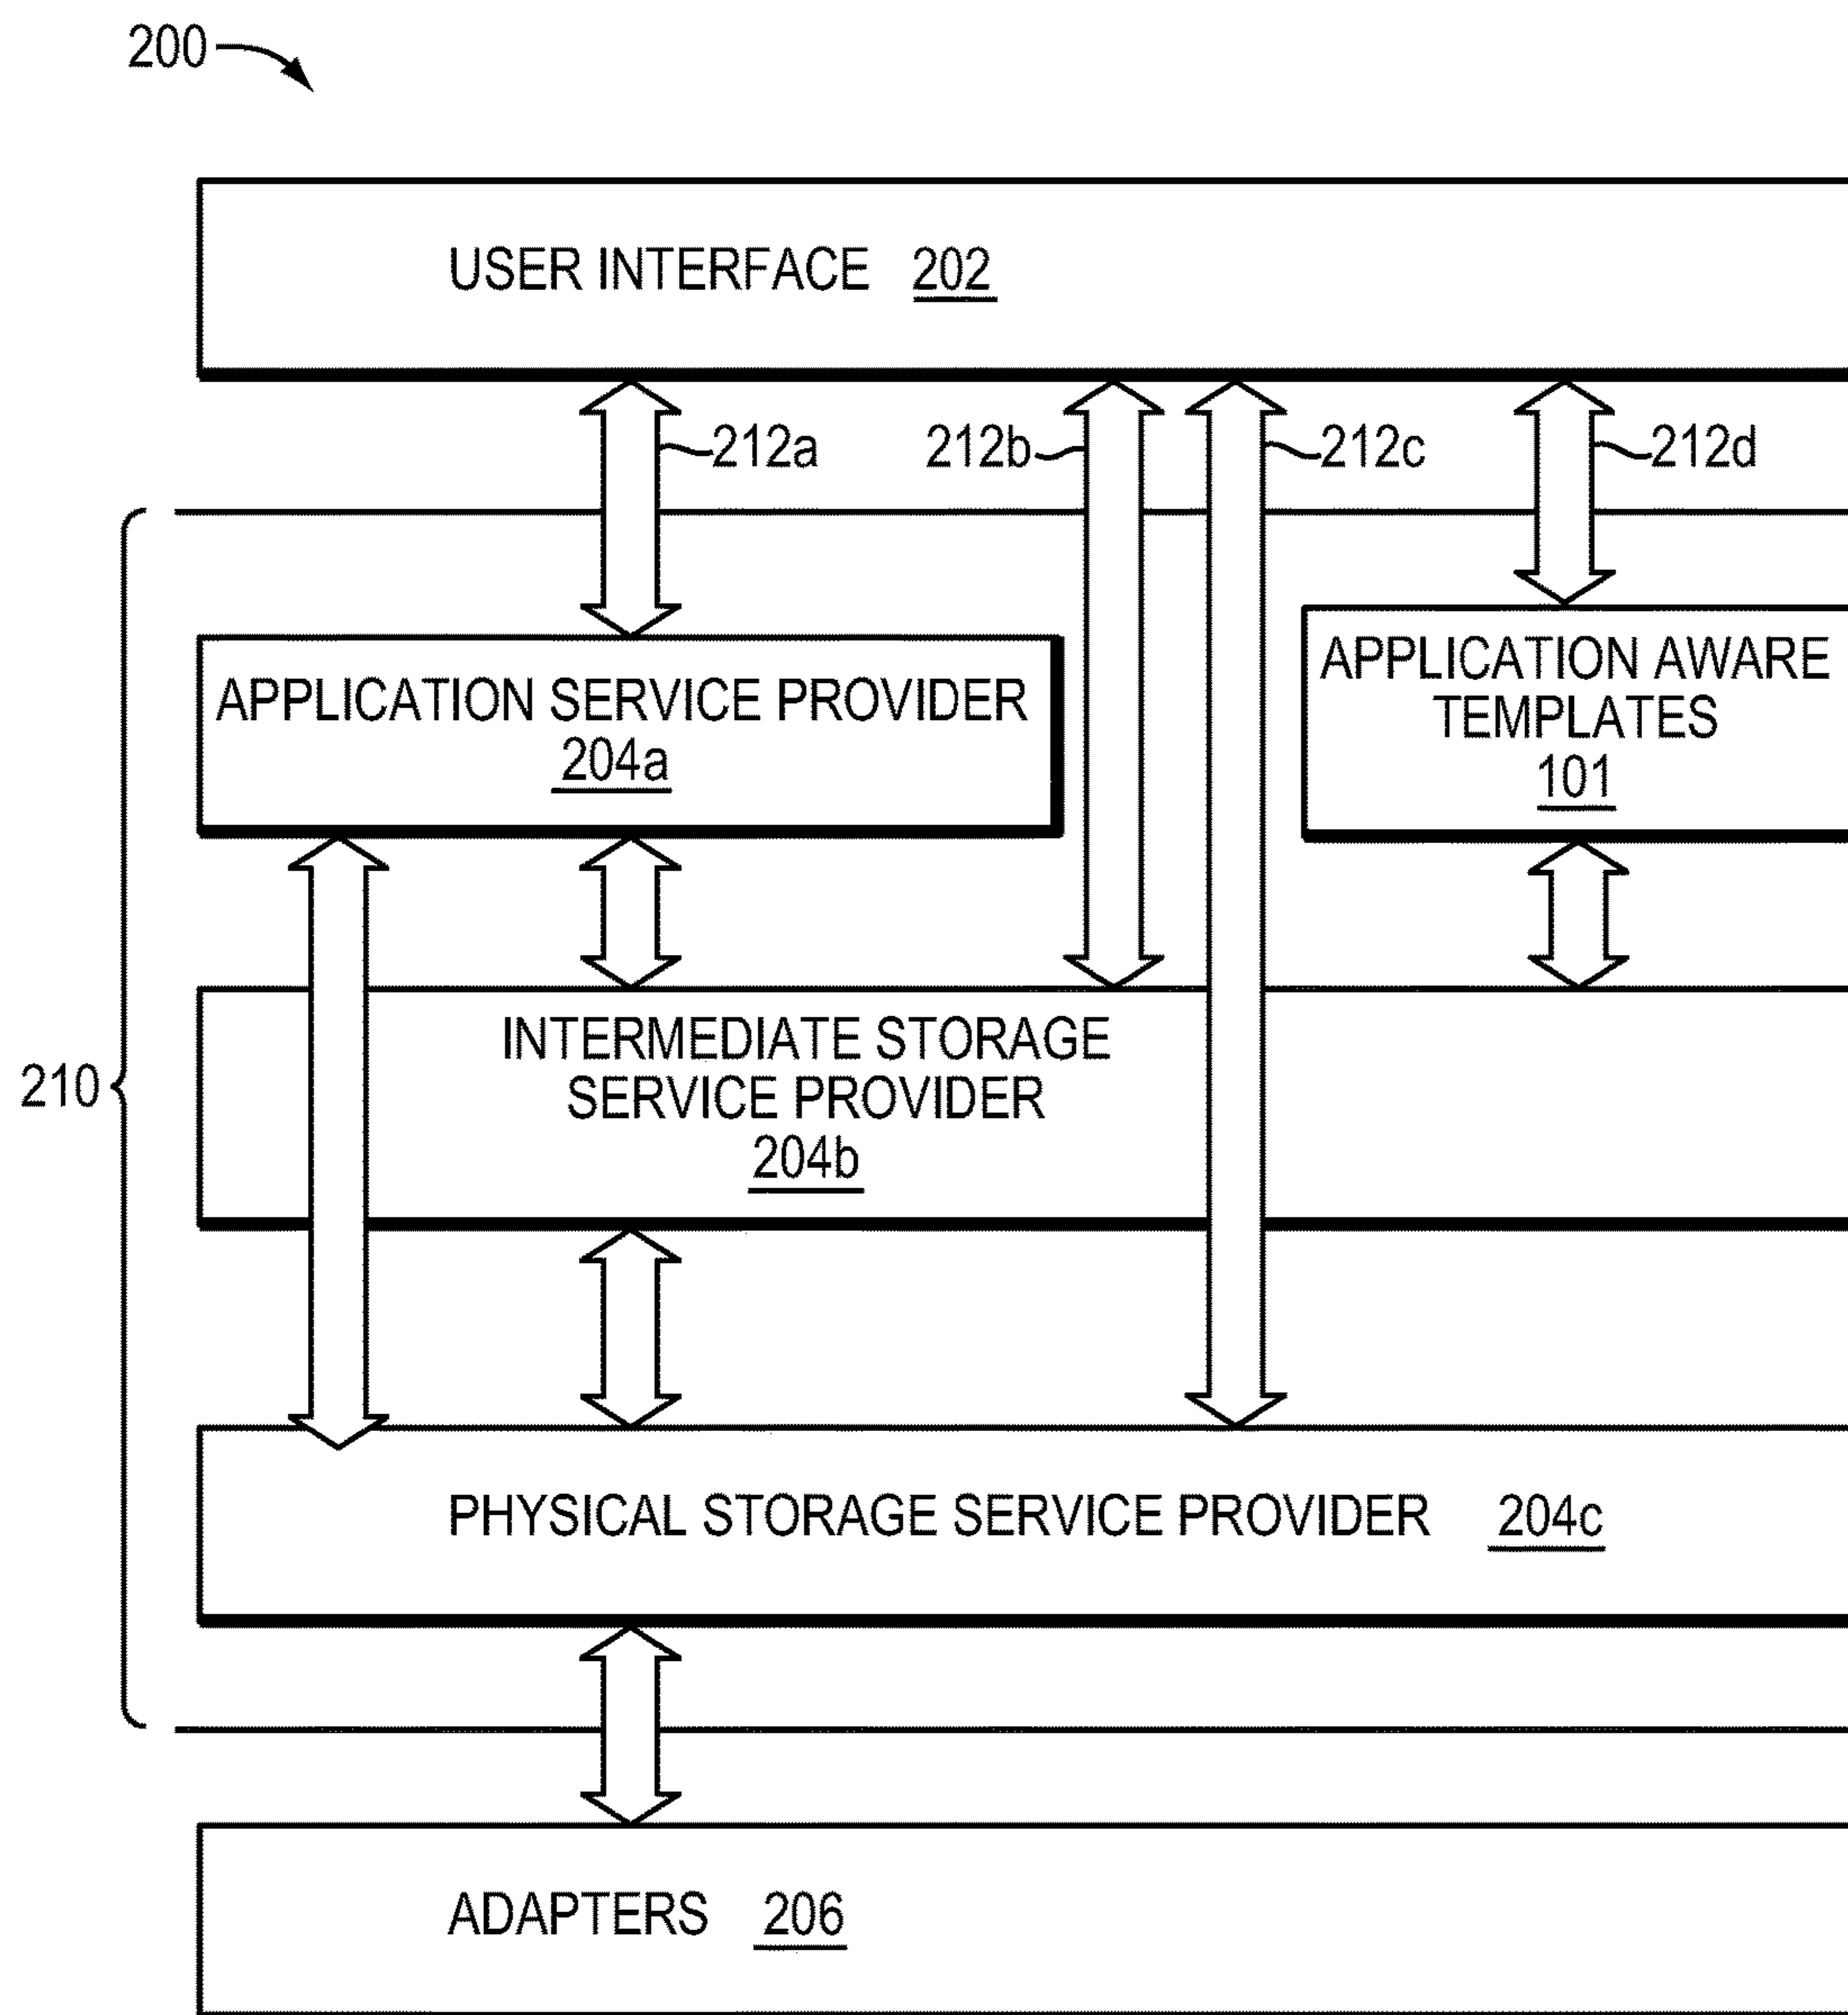 200
USER INTERFACE 202
212a 212b 212c 212d
APPLICATION SERVICE PROVIDER
204a
APPLICATION AWARE
TEMPLATES
101
INTERMEDIATE STORAGE
SERVICE PROVIDER
204b
210
PHYSICAL STORAGE SERVICE PROVIDER 204c
ADAPTERS 206